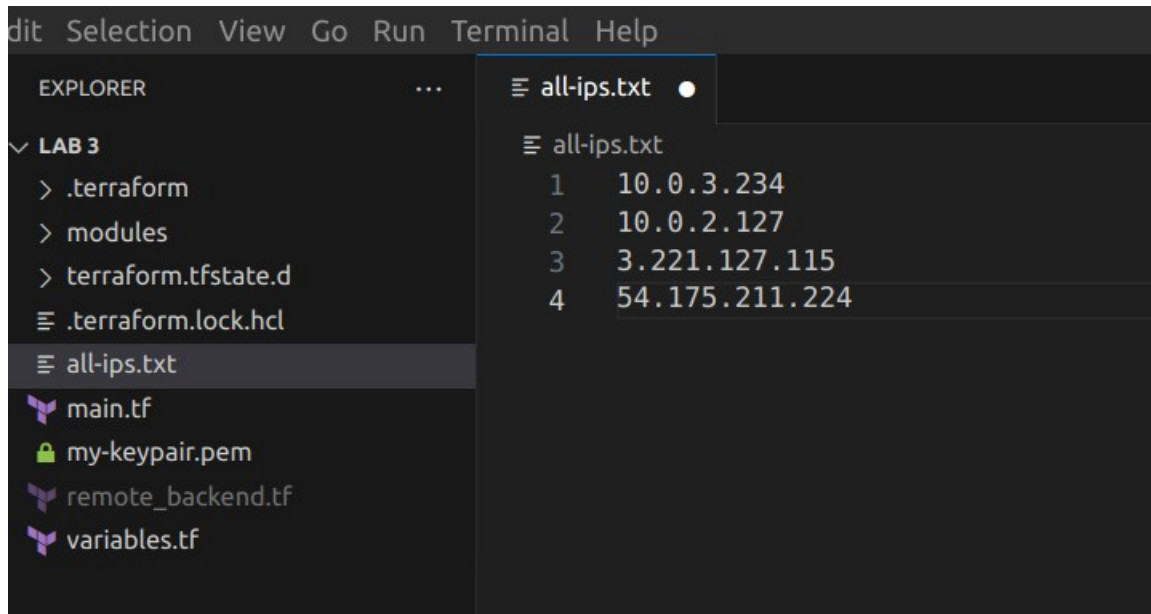 dit Selection View Go Run Terminal Help
EXPLORER ...
all-ips.txt
LAB 3
all-ips.txt
.terraform
1 10.0.3.234
modules
2 10.0.2.127
terraform.tfstate.d
3 3.221.127.115
.terraform.lock.hcl
4 54.175.211.224
all-ips.txt
main.tf
my-keypair.pem
remote_backend.tf
variables.tf